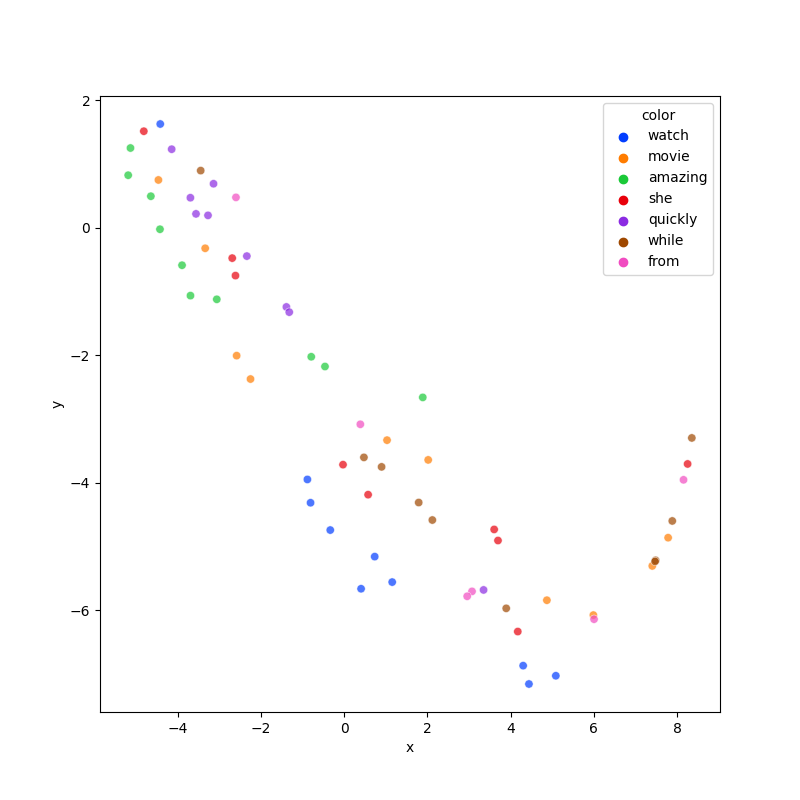 color
watch
movie
amazing
she
quickly
while
from
2
0
−2
−4
−6
y
−4
−2
0
2
4
6
8
x